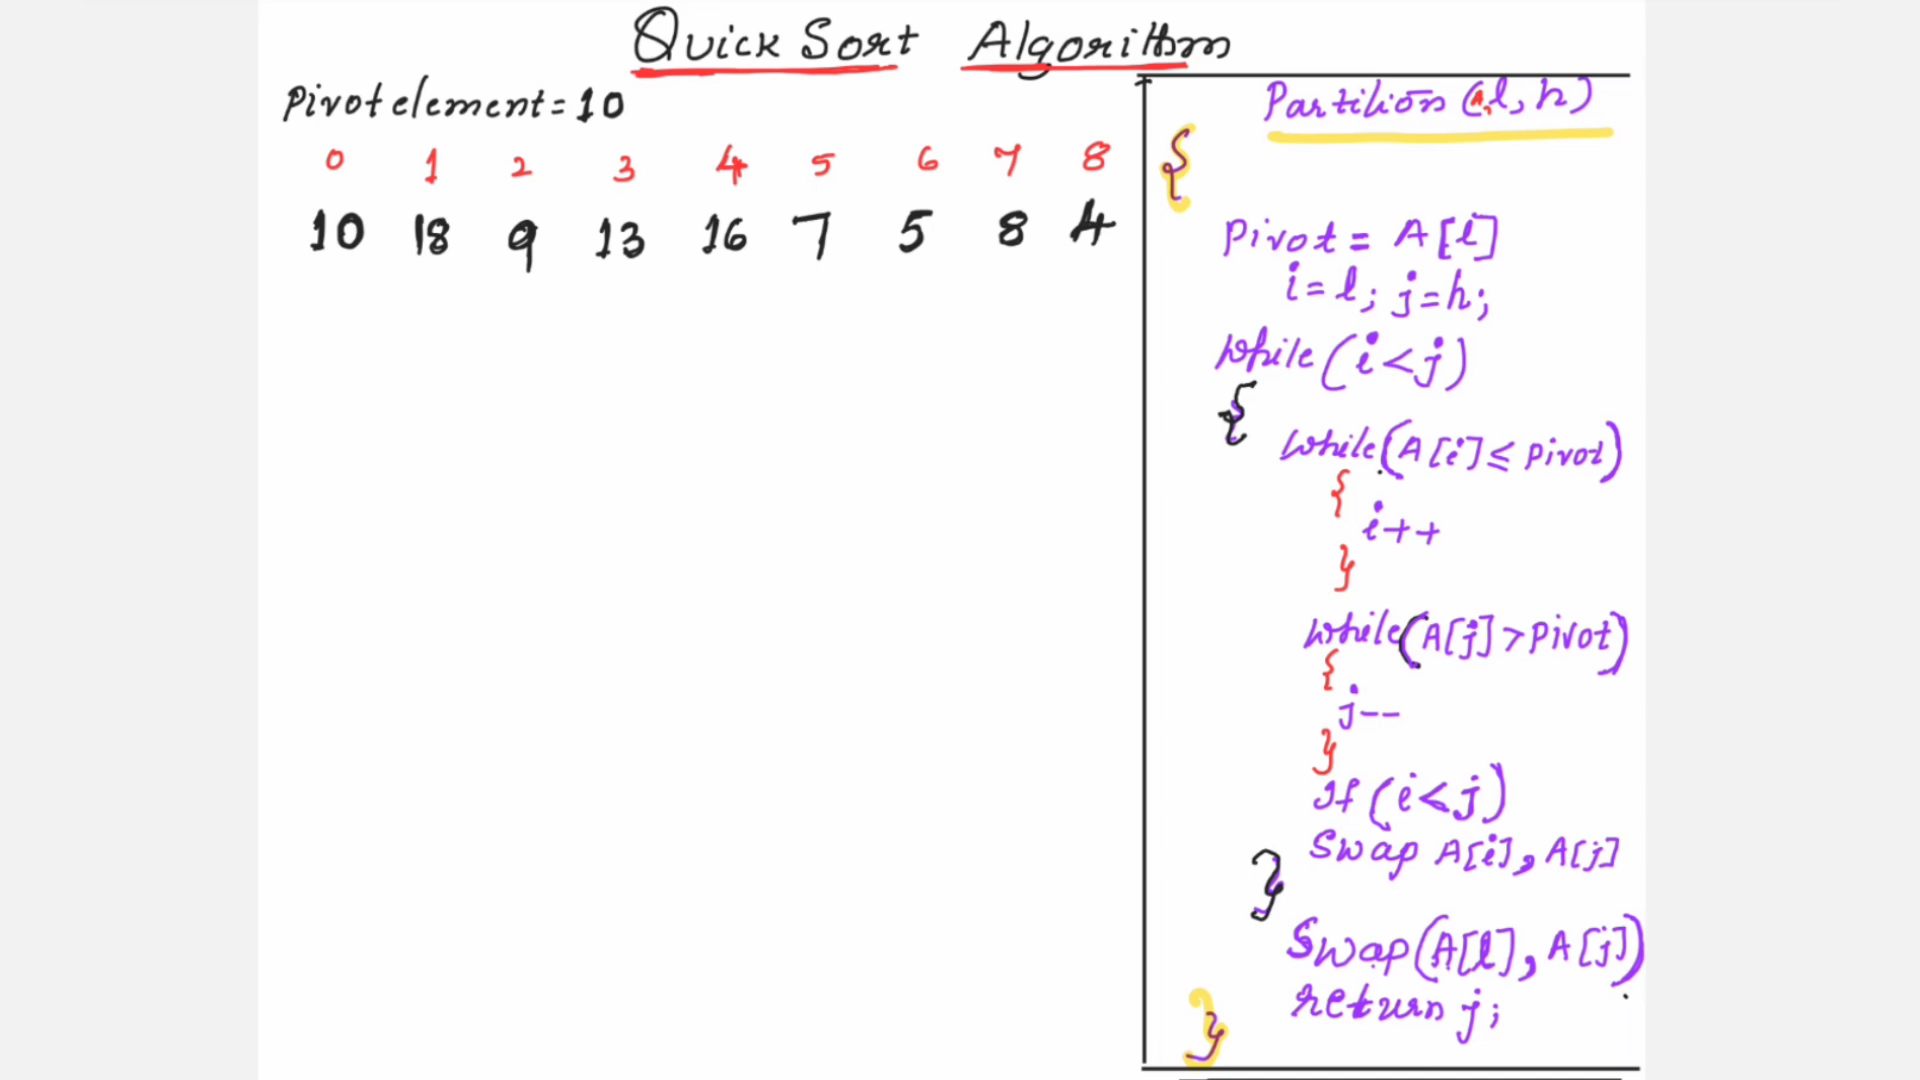 Quick Sort Algorithm
Pivot element = 10
0 1 2 3 4 5 6 7 8
10 18 9 13 16 7 5 8 4
Partition (A, l, h)
{
Pivot = A[l]
i = l; j = h;
while (i < j)
{
while (A[i] ≤ pivot)
{
i++
}
while (A[j] > pivot)
{
j--
}
If (i < j)
Swap A[i], A[j]
}
Swap (A[l], A[j])
return j;
}